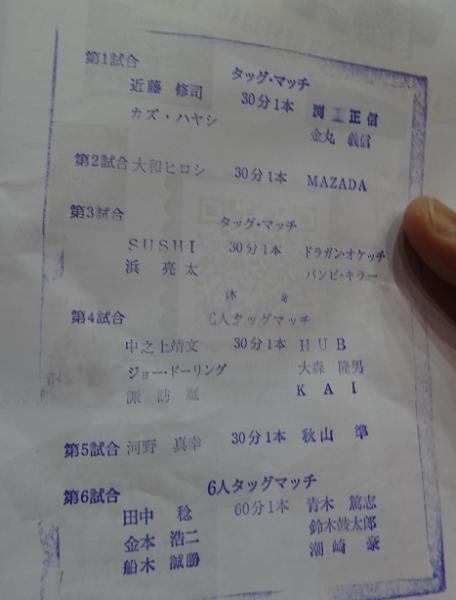 第1試合
タッグ・マッチ
近藤 修司 30分1本 渕 正信
カズ・ハヤシ 金丸 義信
第2試合 大和ヒロシ 30分1本 MAZADA
第3試合
タッグ・マッチ
SUSHI 30分1本 ドラガン・オケッチ
浜 亮太 バンビ・キラー
休
第4試合 6人タッグマッチ
中之上靖文 30分1本 HUB
ジョー・ドーリング 大森 隆男
諏訪魔 KAI
第5試合 河野 真幸 30分1本 秋山 準
第6試合 6人タッグマッチ
田中 稔 60分1本 青木 篤志
金本 浩二 鈴木鼓太郎
船木 誠勝 潮崎 豪